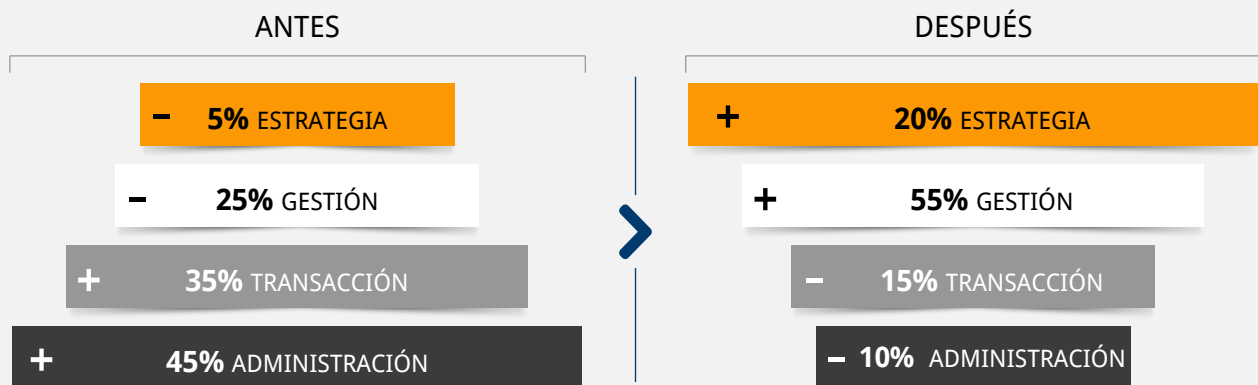 ANTES
- 5% ESTRATEGIA
- 25% GESTIÓN
+ 35% TRANSACCIÓN
+ 45% ADMINISTRACIÓN
DESPUÉS
+ 20% ESTRATEGIA
+ 55% GESTIÓN
- 15% TRANSACCIÓN
- 10% ADMINISTRACIÓN